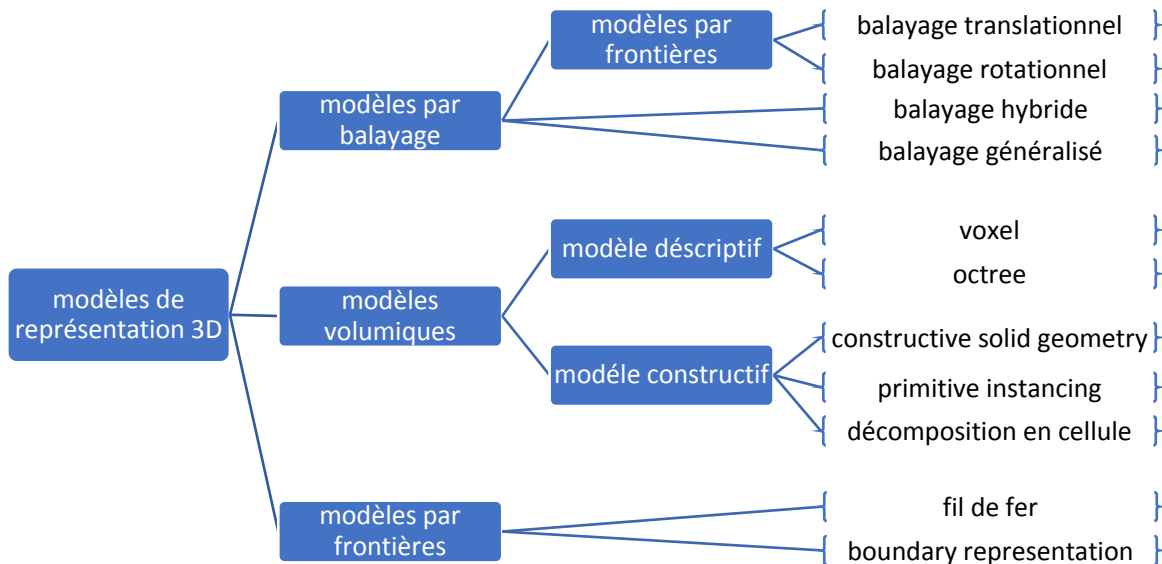 modèles de
représentation 3D
modèles par
balayage
modèles par
frontières
balayage translationnel
balayage rotationnel
balayage hybride
balayage généralisé
modèles
volumiques
modèle déscriptif
voxel
octree
modéle constructif
constructive solid geometry
primitive instancing
décomposition en cellule
modèles par
frontières
fil de fer
boundary representation